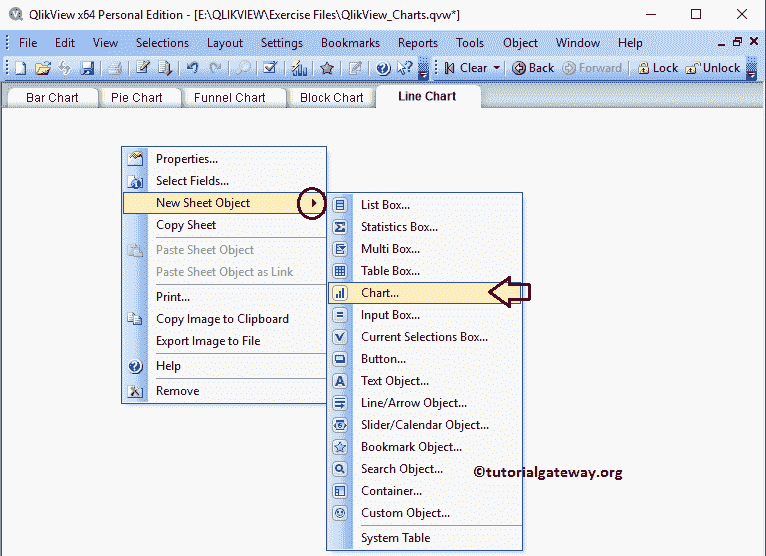 QlikView x64 Personal Edition - [E:\QLIKVIEW\Exercise Files\QlikView_Charts.qvw*]
File Edit View Selections Layout Settings Bookmarks Reports Tools Object Window Help
Clear Back Forward Lock Unlock
Bar Chart Pie Chart Funnel Chart Block Chart Line Chart
Properties...
Select Fields...
New Sheet Object
Copy Sheet
Paste Sheet Object
Paste Sheet Object as Link
Print...
Copy Image to Clipboard
Export Image to File
Help
Remove
List Box...
Statistics Box...
Multi Box...
Table Box...
Chart...
Input Box...
Current Selections Box...
Button...
Text Object...
Line/Arrow Object...
Slider/Calendar Object...
Bookmark Object...
Search Object...
Container...
Custom Object...
System Table
©tutorialgateway.org